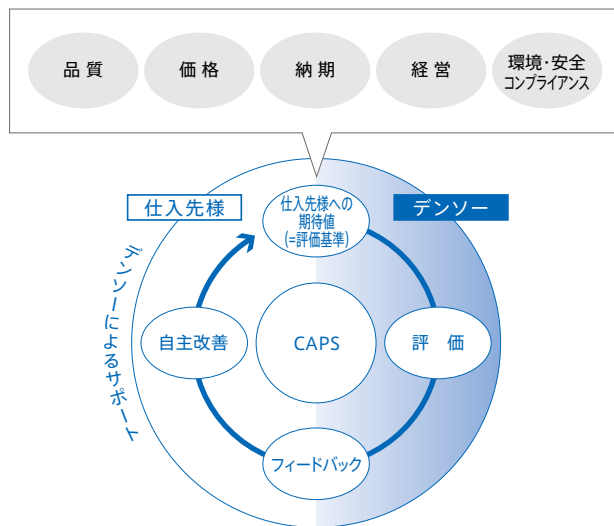 品質
価格
納期
経営
環境・安全
コンプライアンス
仕入先様
仕入先様への
期待値
(=評価基準)
デンソー
デンソーによるサポート
自主改善
CAPS
評価
フィードバック